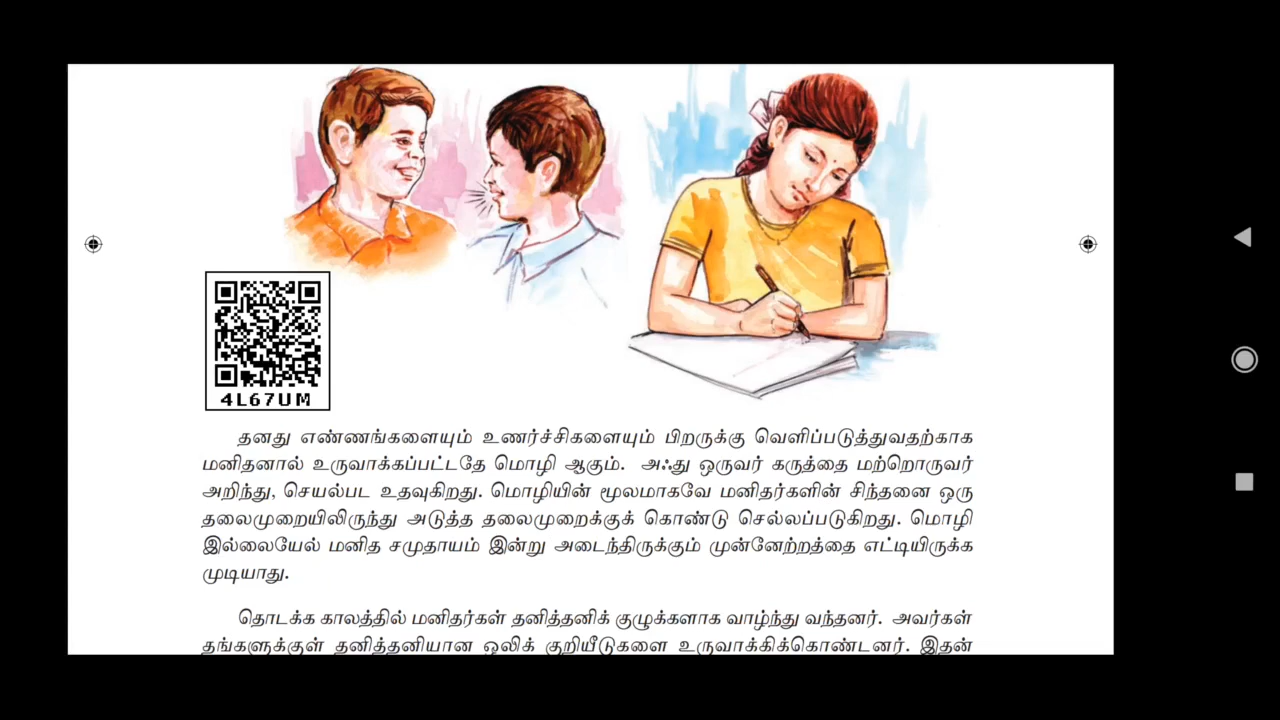 4L67UM
தனது எண்ணங்களையும் உணர்ச்சிகளையும் பிறருக்கு வெளிப்படுத்துவதற்காக
மனிதனால் உருவாக்கப்பட்டதே மொழி ஆகும். அஃது ஒருவர் கருத்தை மற்றொருவர்
அறிந்து, செயல்பட உதவுகிறது. மொழியின் மூலமாகவே மனிதர்களின் சிந்தனை ஒரு
தலைமுறையிலிருந்து அடுத்த தலைமுறைக்குக் கொண்டு செல்லப்படுகிறது. மொழி
இல்லையேல் மனித சமுதாயம் இன்று அடைந்திருக்கும் முன்னேற்றத்தை எட்டியிருக்க
முடியாது.
தொடக்க காலத்தில் மனிதர்கள் தனித்தனிக் குழுக்களாக வாழ்ந்து வந்தனர். அவர்கள்
தங்களுக்குள் தனித்தனியான ஒலிக் குறியீடுகளை உருவாக்கிக்கொண்டனர். இதன்